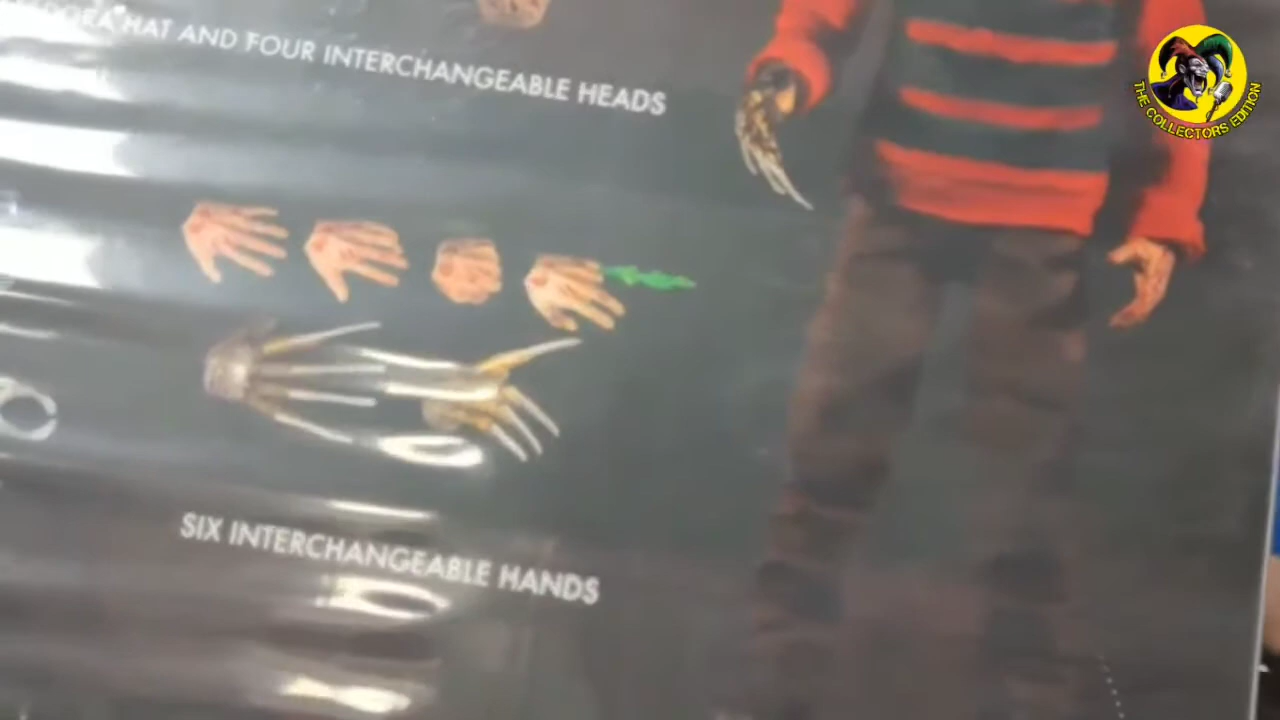 HAT AND FOUR INTERCHANGEABLE HEADS
SIX INTERCHANGEABLE HANDS
THE COLLECTORS EDITION